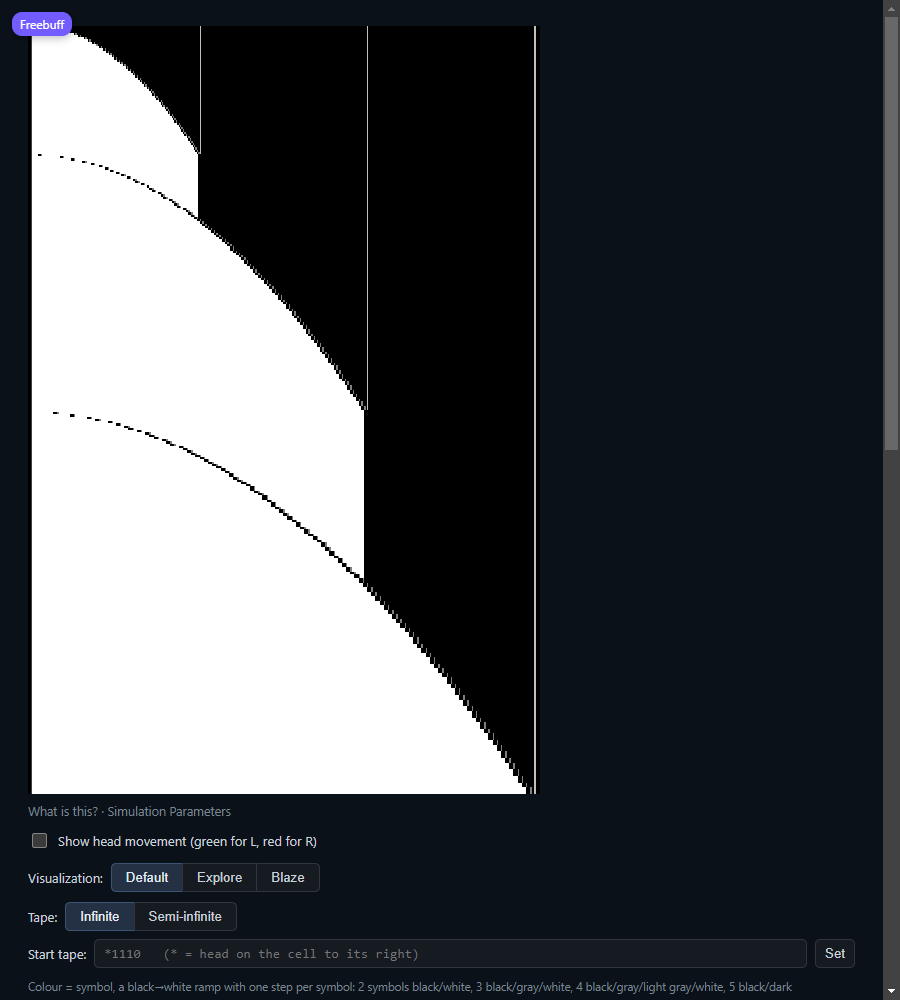 Freebuff
What is this? · Simulation Parameters
Show head movement (green for L, red for R)
Visualization: Default Explore Blaze
Tape: Infinite Semi-infinite
Start tape: *1110 (* = head on the cell to its right) Set
Colour = symbol, a black→white ramp with one step per symbol: 2 symbols black/white, 3 black/gray/white, 4 black/gray/light gray/white, 5 black/dark